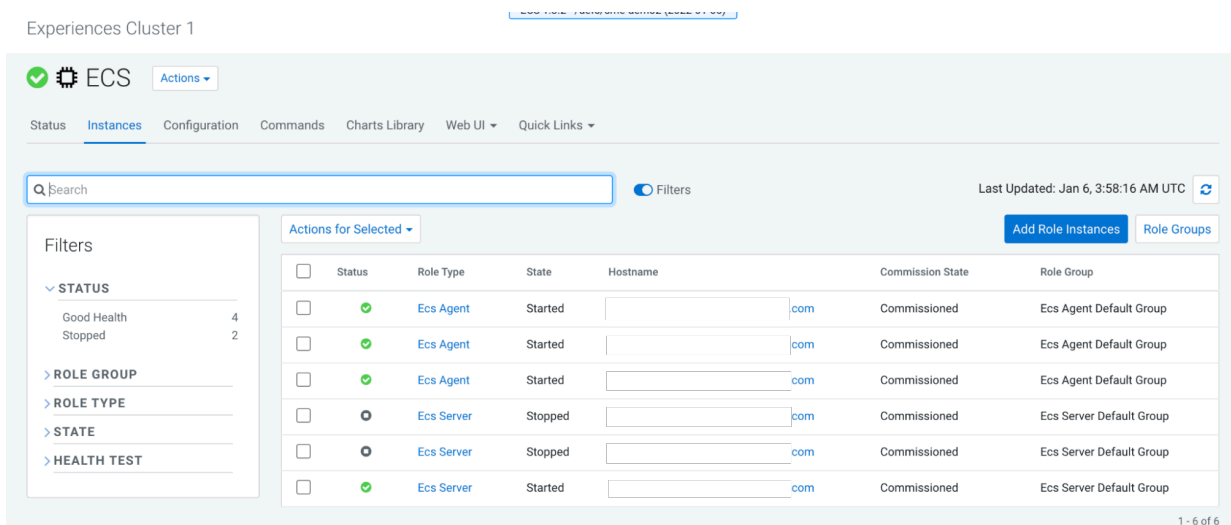 Experiences Cluster 1
ECS
Actions
Status Instances Configuration Commands Charts Library Web UI Quick Links
Search
Filters
Last Updated: Jan 6, 3:58:16 AM UTC
Filters
STATUS
Good Health 4
Stopped 2
ROLE GROUP
ROLE TYPE
STATE
HEALTH TEST
Actions for Selected
Add Role Instances
Role Groups
Status Role Type State Hostname Commission State Role Group
Ecs Agent Started .com Commissioned Ecs Agent Default Group
Ecs Agent Started com Commissioned Ecs Agent Default Group
Ecs Agent Started com Commissioned Ecs Agent Default Group
Ecs Server Stopped com Commissioned Ecs Server Default Group
Ecs Server Stopped com Commissioned Ecs Server Default Group
Ecs Server Started com Commissioned Ecs Server Default Group
1 - 6 of 6